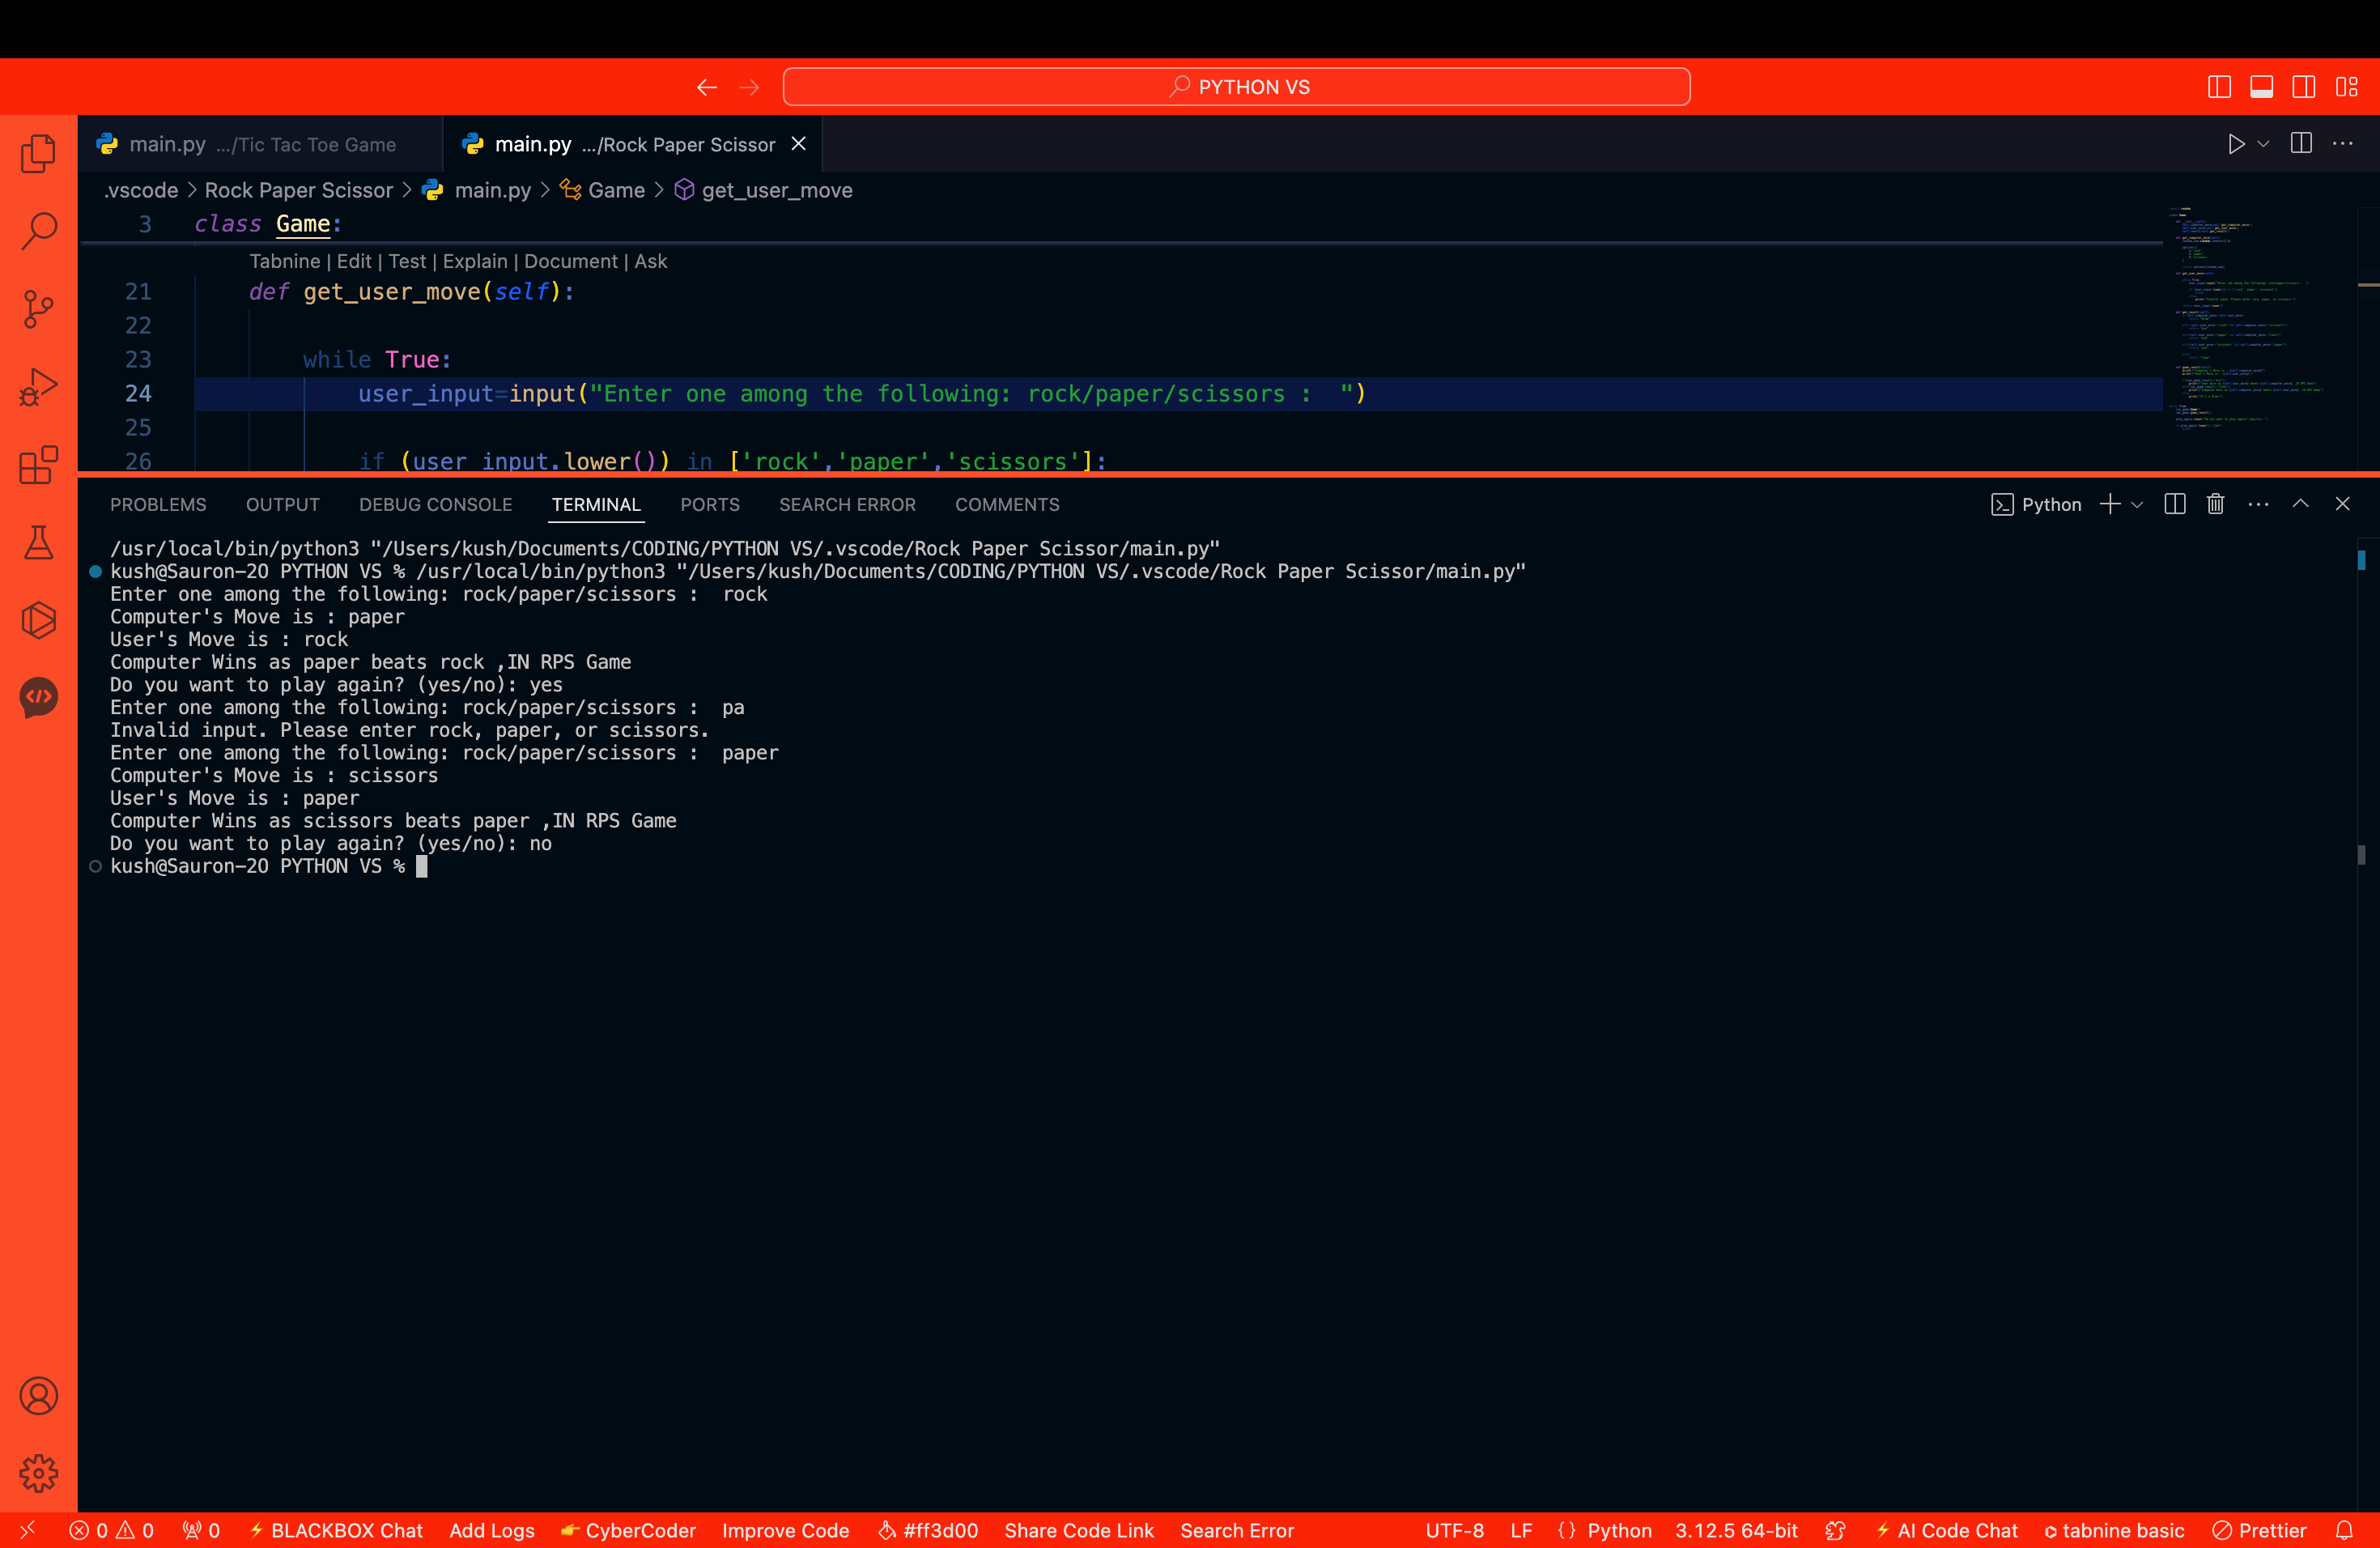 PYTHON VS
main.py .../Tic Tac Toe Game
main.py .../Rock Paper Scissor
.vscode > Rock Paper Scissor > main.py > Game > get_user_move
3 class Game:
Tabnine | Edit | Test | Explain | Document | Ask
21 def get_user_move(self):
22
23 while True:
24 user_input=input("Enter one among the following: rock/paper/scissors :  ")
25
26 if (user_input.lower()) in ['rock','paper','scissors']:
PROBLEMS OUTPUT DEBUG CONSOLE TERMINAL PORTS SEARCH ERROR COMMENTS
Python
/usr/local/bin/python3 "/Users/kush/Documents/CODING/PYTHON VS/.vscode/Rock Paper Scissor/main.py"
kush@Sauron-20 PYTHON VS % /usr/local/bin/python3 "/Users/kush/Documents/CODING/PYTHON VS/.vscode/Rock Paper Scissor/main.py"
Enter one among the following: rock/paper/scissors :  rock
Computer's Move is : paper
User's Move is : rock
Computer Wins as paper beats rock ,IN RPS Game
Do you want to play again? (yes/no): yes
Enter one among the following: rock/paper/scissors :  pa
Invalid input. Please enter rock, paper, or scissors.
Enter one among the following: rock/paper/scissors :  paper
Computer's Move is : scissors
User's Move is : paper
Computer Wins as scissors beats paper ,IN RPS Game
Do you want to play again? (yes/no): no
kush@Sauron-20 PYTHON VS %
0 0 0 BLACKBOX Chat Add Logs CyberCoder Improve Code #ff3d00 Share Code Link Search Error UTF-8 LF {} Python 3.12.5 64-bit AI Code Chat tabnine basic Prettier